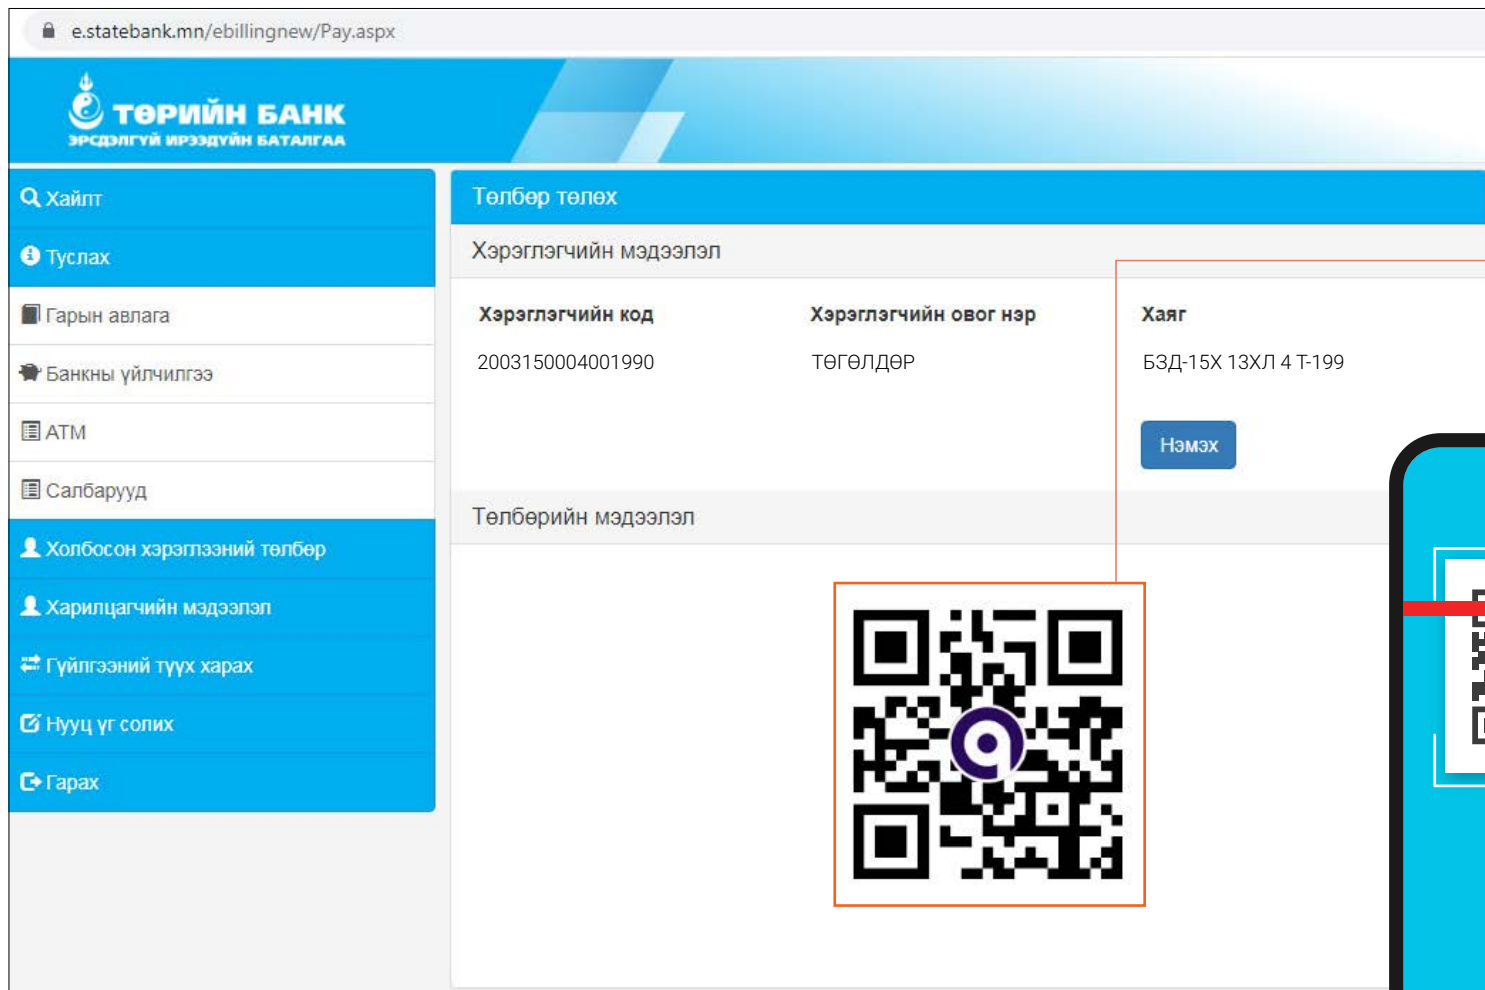 e.statebank.mn/ebillingnew/Pay.aspx
ТӨРИЙН БАНК
ЭРСДЭЛГҮЙ ИРЭЭДҮЙН БАТАЛГАА
Хайлт
Туслах
Гарын авлага
Банкны үйлчилгээ
АТМ
Салбарууд
Холбосон хэрэглээний төлбөр
Харилцагчийн мэдээлэл
Гүйлгээний түүх харах
Нууц үг солих
Гарах
Төлбөр төлөх
Хэрэглэгчийн мэдээлэл
Хэрэглэгчийн код Хэрэглэгчийн овог нэр Хаяг
2003150004001990 ТӨГӨЛДӨР БЗД-15Х 13ХЛ 4 Т-199
Нэмэх
Төлбөрийн мэдээлэл